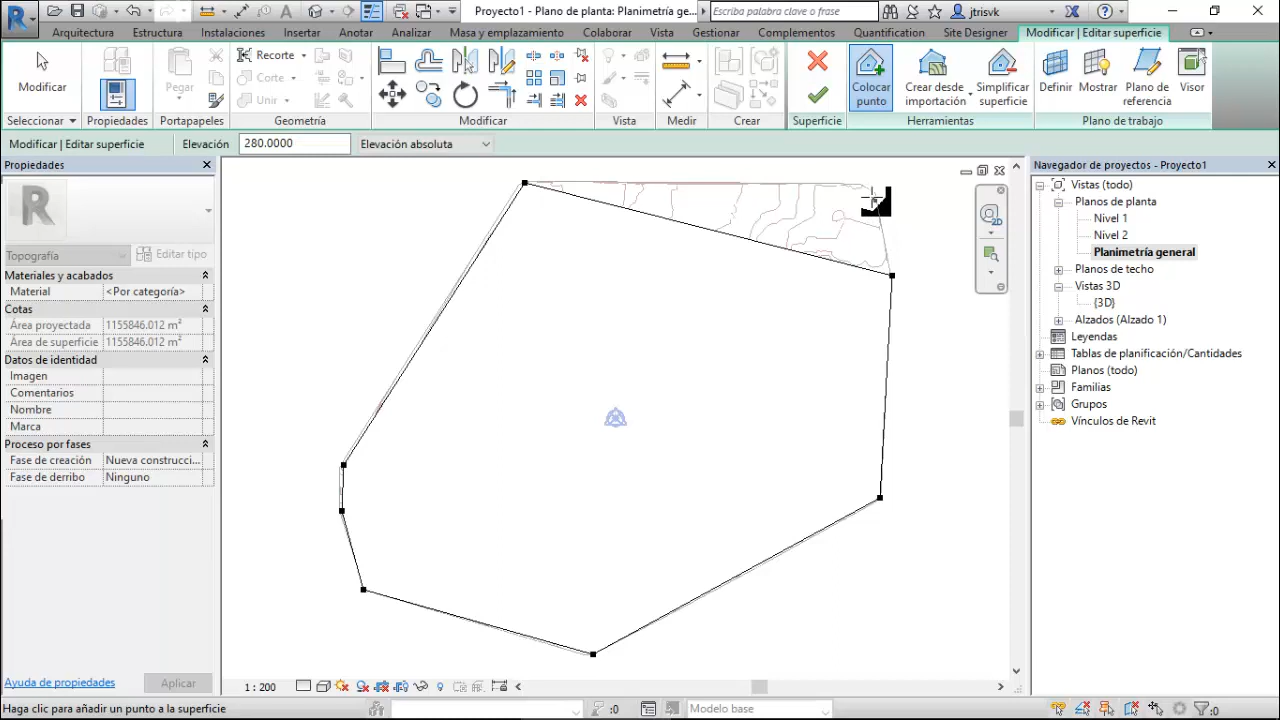 Proyecto1 - Plano de planta: Planimetría ge...
Escriba palabra clave o frase
jtrisvk
Arquitectura
Estructura
Instalaciones
Insertar
Anotar
Analizar
Masa y emplazamiento
Colaborar
Vista
Gestionar
Complementos
Quantification
Site Designer
Modificar | Editar superficie
Modificar
Pegar
Recorte
Corte
Unir
Colocar punto
Crear desde importación
Simplificar superficie
Definir
Mostrar
Plano de referencia
Visor
Seleccionar
Propiedades
Portapapeles
Geometría
Modificar
Vista
Medir
Crear
Superficie
Herramientas
Plano de trabajo
Modificar | Editar superficie
Elevación
280.0000
Elevación absoluta
Propiedades
R
Topografía
Editar tipo
Materiales y acabados
Material <Por categoría>
Cotas
Área proyectada 1155846.012 m²
Área de superficie 1155846.012 m²
Datos de identidad
Imagen
Comentarios
Nombre
Marca
Proceso por fases
Fase de creación Nueva construcci...
Fase de derribo Ninguno
Ayuda de propiedades
Aplicar
2D
Navegador de proyectos - Proyecto1
Vistas (todo)
Planos de planta
Nivel 1
Nivel 2
Planimetría general
Planos de techo
Vistas 3D
{3D}
Alzados (Alzado 1)
Leyendas
Tablas de planificación/Cantidades
Planos (todo)
Familias
Grupos
Vínculos de Revit
1 : 200
Haga clic para añadir un punto a la superficie
:0
Modelo base
:0